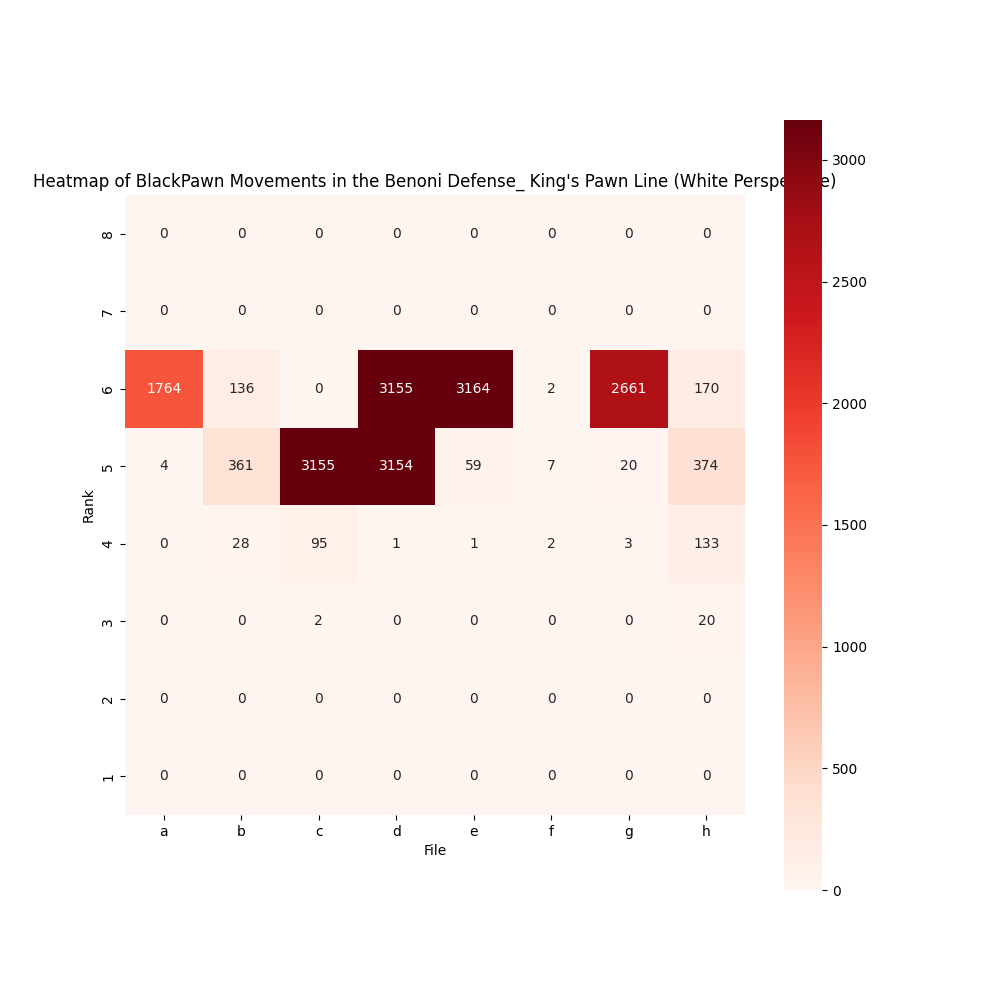 Heatmap of BlackPawn Movements in the Benoni Defense_ King's Pawn Line (White Perspe e)
8 0 0 0 0 0 0 0 0
7 0 0 0 0 0 0 0 0
6 1764 136 0 3155 3164 2 2661 170
5 4 361 3155 3154 59 7 20 374
4 0 28 95 1 1 2 3 133
3 0 0 2 0 0 0 0 20
2 0 0 0 0 0 0 0 0
1 0 0 0 0 0 0 0 0
a b c d e f g h
File
Rank
3000
2500
2000
1500
1000
500
0